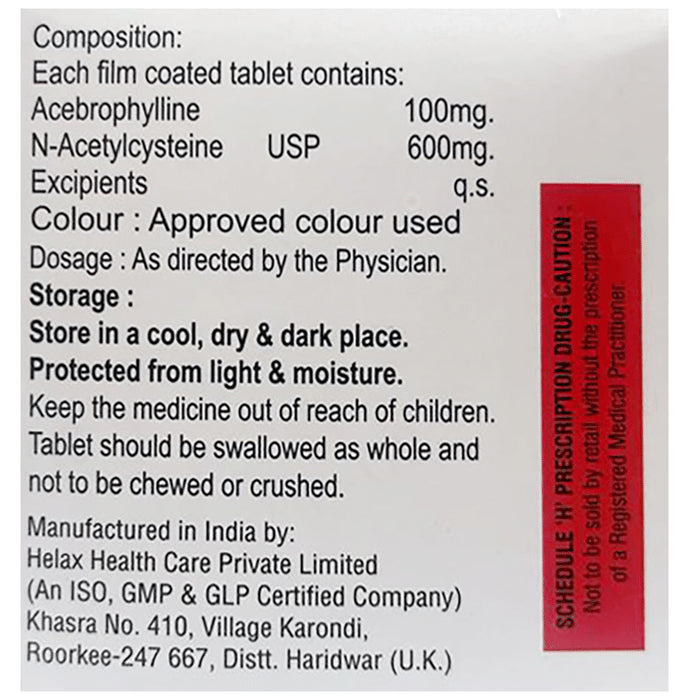 Composition:
Each film coated tablet contains:
Acebrophylline 100mg.
N-Acetylcysteine USP 600mg.
Excipients q.s.
Colour : Approved colour used
Dosage : As directed by the Physician.
Storage :
Store in a cool, dry & dark place.
Protected from light & moisture.
Keep the medicine out of reach of children.
Tablet should be swallowed as whole and
not to be chewed or crushed.
Manufactured in India by:
Helax Health Care Private Limited
(An ISO, GMP & GLP Certified Company)
Khasra No. 410, Village Karondi,
Roorkee-247 667, Distt. Haridwar (U.K.)
SCHEDULE 'H' PRESCRIPTION DRUG-CAUTION :
Not to be sold by retail without the prescription
of a Registered Medical Practitioner.